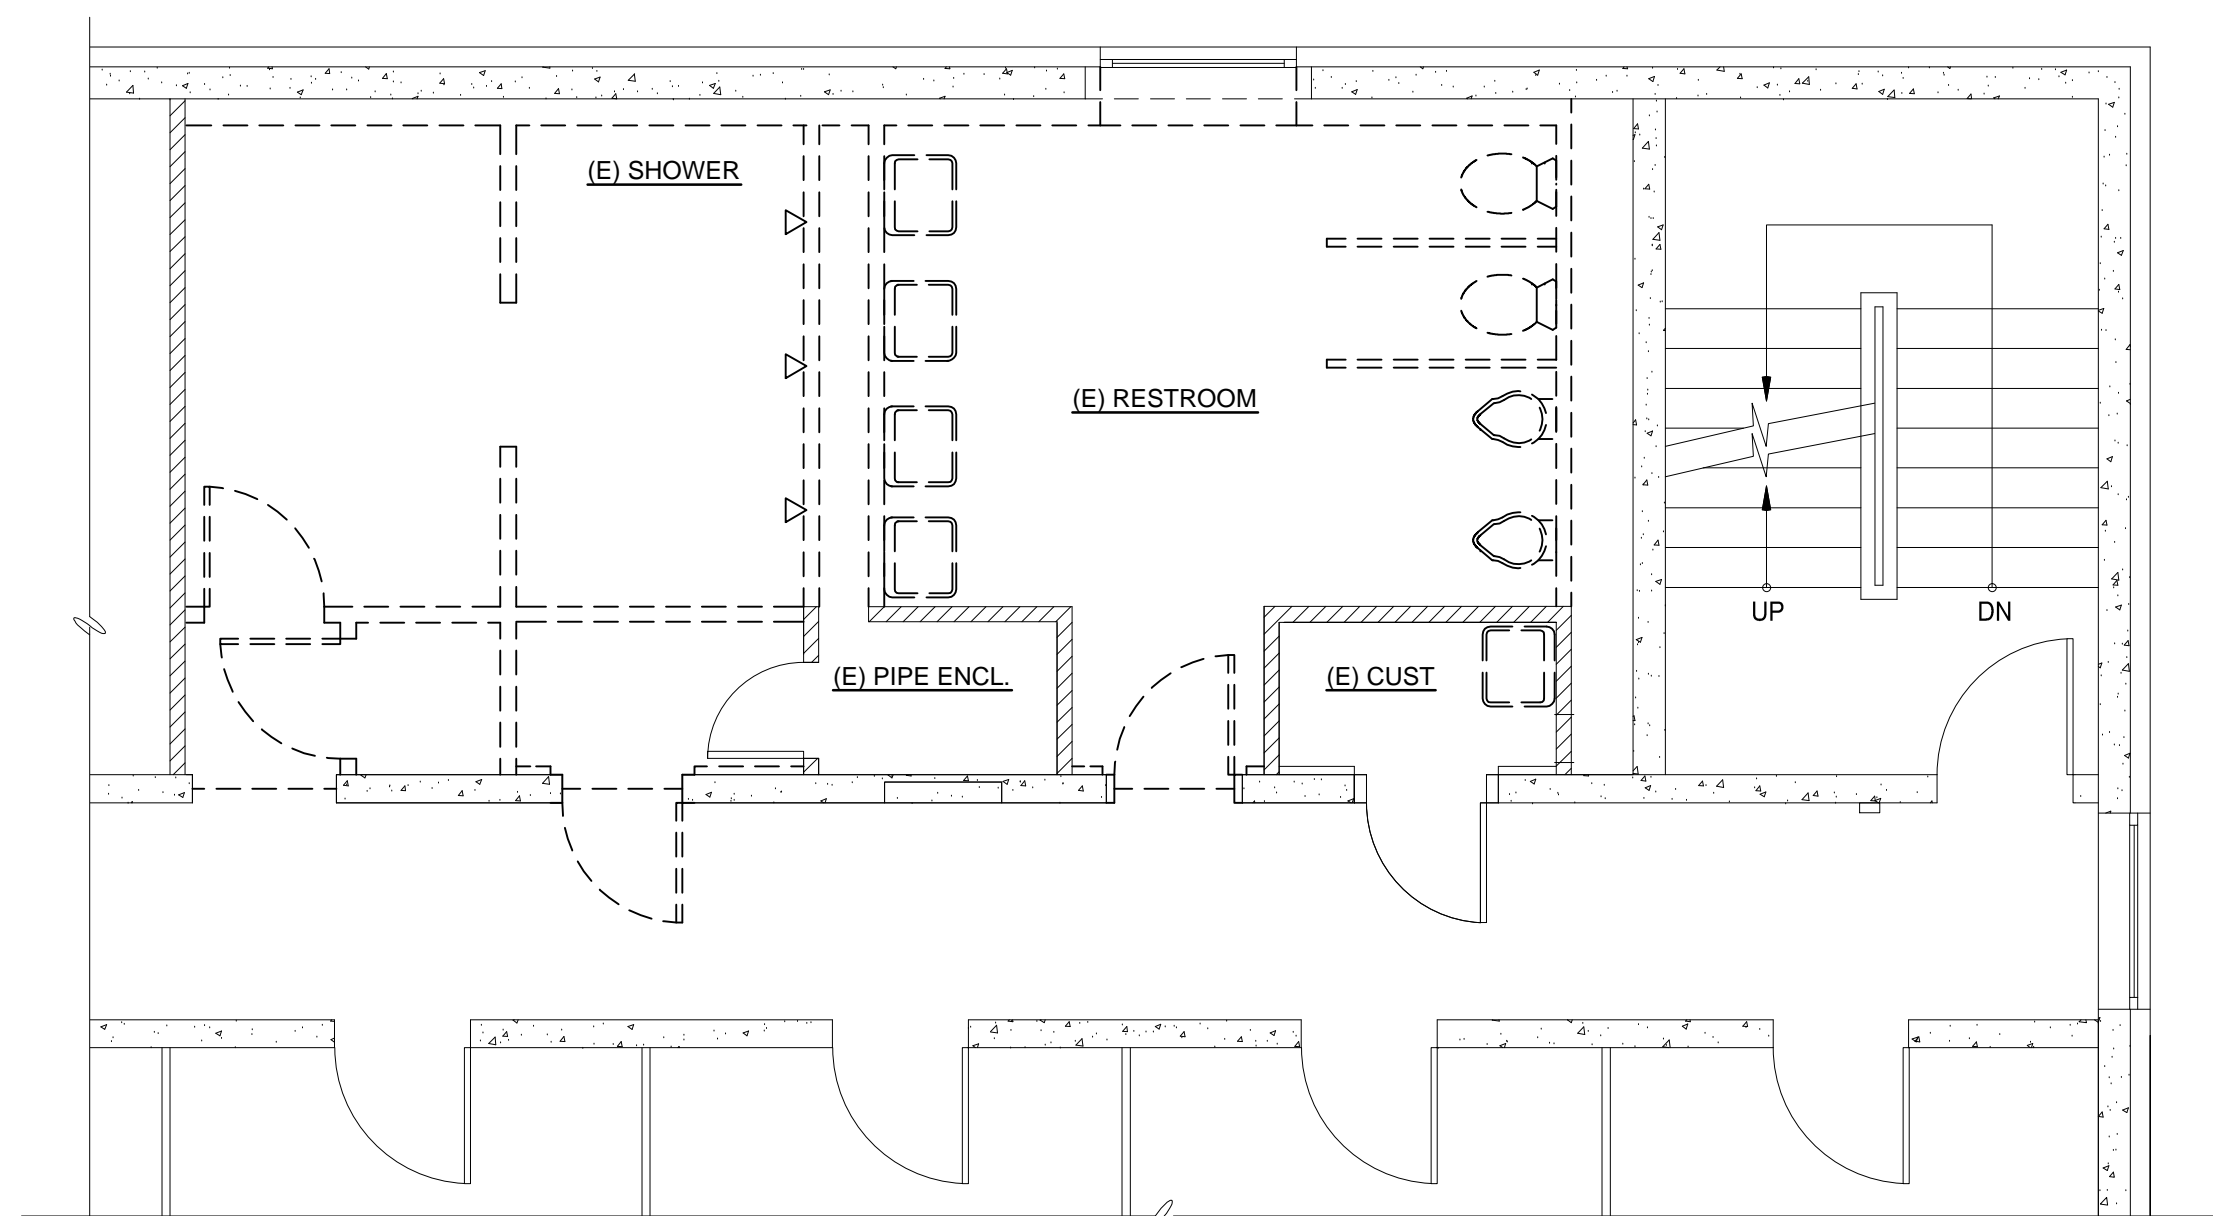 (E) SHOWER
(E) RESTROOM
UP
DN
(E) PIPE ENCL.
(E) CUST